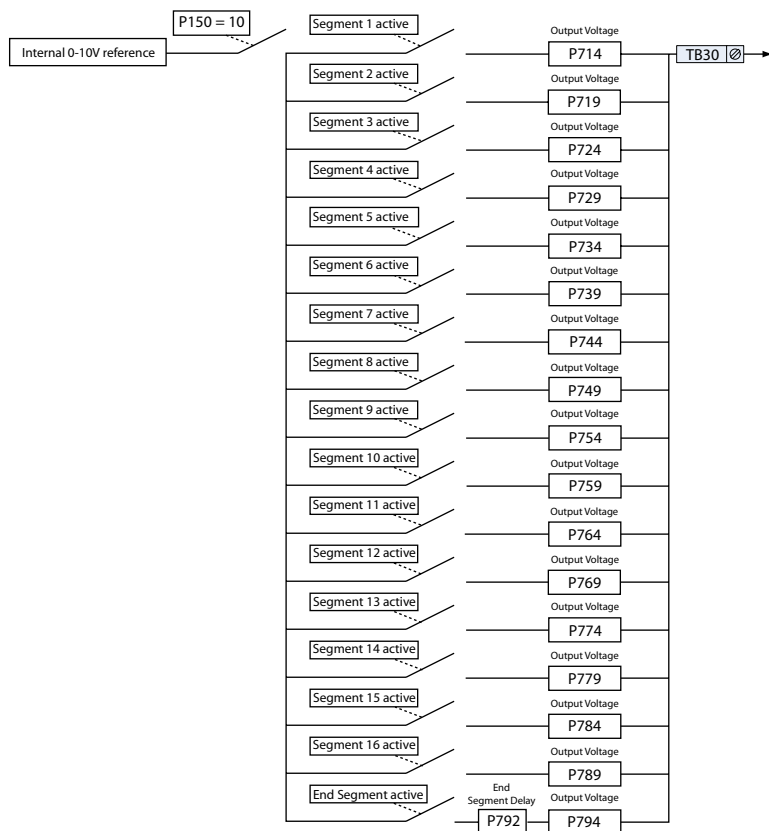 P150 = 10
Internal 0-10V reference
Segment 1 active
Output Voltage
P714
TB30
Segment 2 active
Output Voltage
P719
Segment 3 active
Output Voltage
P724
Segment 4 active
Output Voltage
P729
Segment 5 active
Output Voltage
P734
Segment 6 active
Output Voltage
P739
Segment 7 active
Output Voltage
P744
Segment 8 active
Output Voltage
P749
Segment 9 active
Output Voltage
P754
Segment 10 active
Output Voltage
P759
Segment 11 active
Output Voltage
P764
Segment 12 active
Output Voltage
P769
Segment 13 active
Output Voltage
P774
Segment 14 active
Output Voltage
P779
Segment 15 active
Output Voltage
P784
Segment 16 active
Output Voltage
P789
End Segment active
End
Segment Delay
P792
Output Voltage
P794